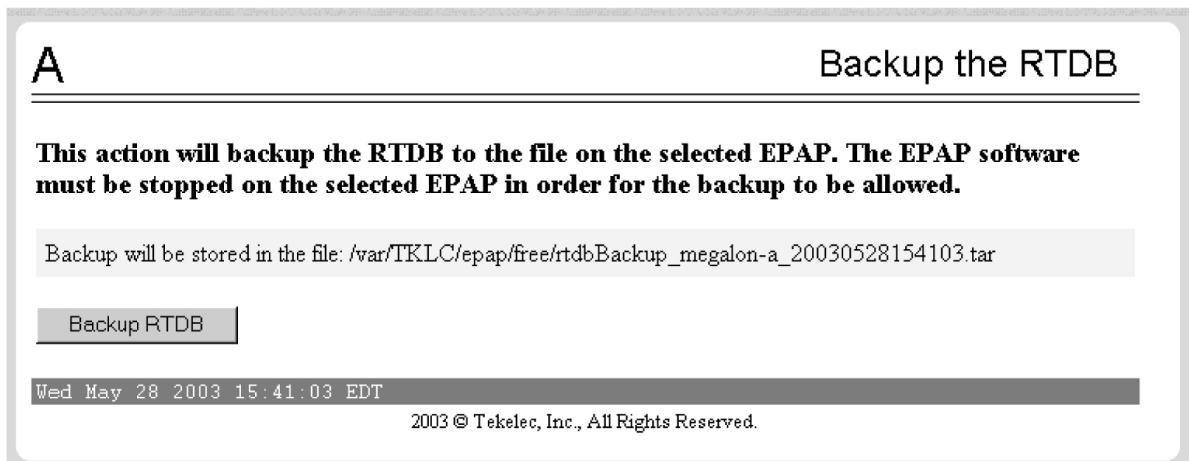 A
Backup the RTDB
This action will backup the RTDB to the file on the selected EPAP. The EPAP software
must be stopped on the selected EPAP in order for the backup to be allowed.
Backup will be stored in the file: /var/TKLC/epap/free/rtdbBackup_megalon-a_20030528154103.tar
Backup RTDB
Wed May 28 2003 15:41:03 EDT
2003 © Tekelec, Inc., All Rights Reserved.